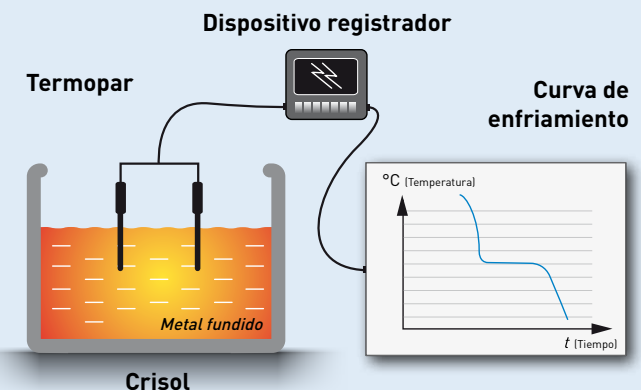 Dispositivo registrador
Termopar
Curva de
enfriamiento
°C (Temperatura)
Metal fundido
t (Tiempo)
Crisol